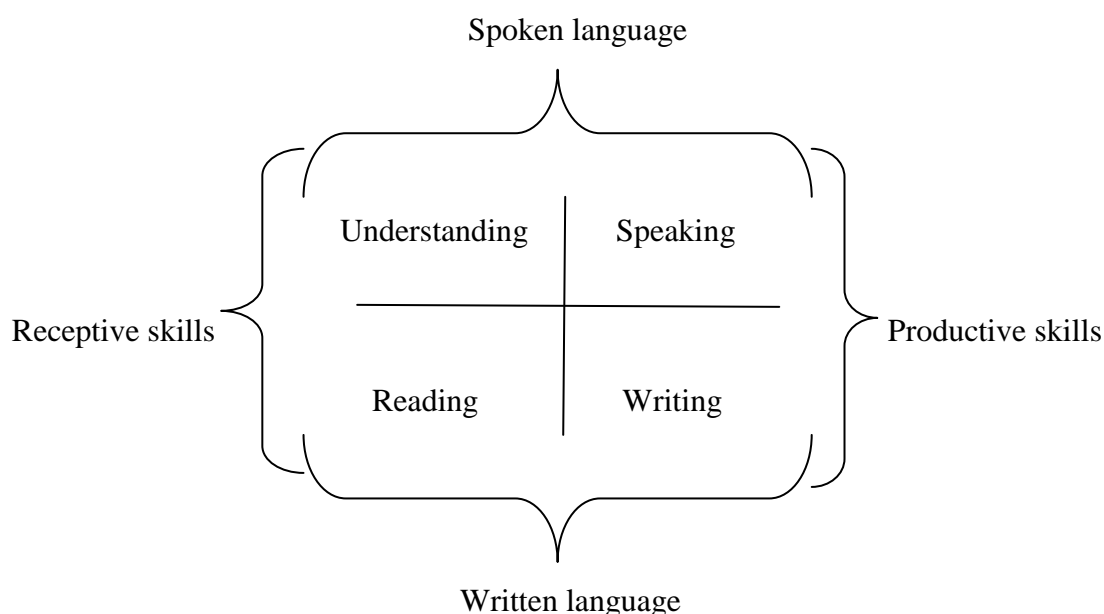 Spoken language
Understanding Speaking
Receptive skills Productive skills
Reading Writing
Written language